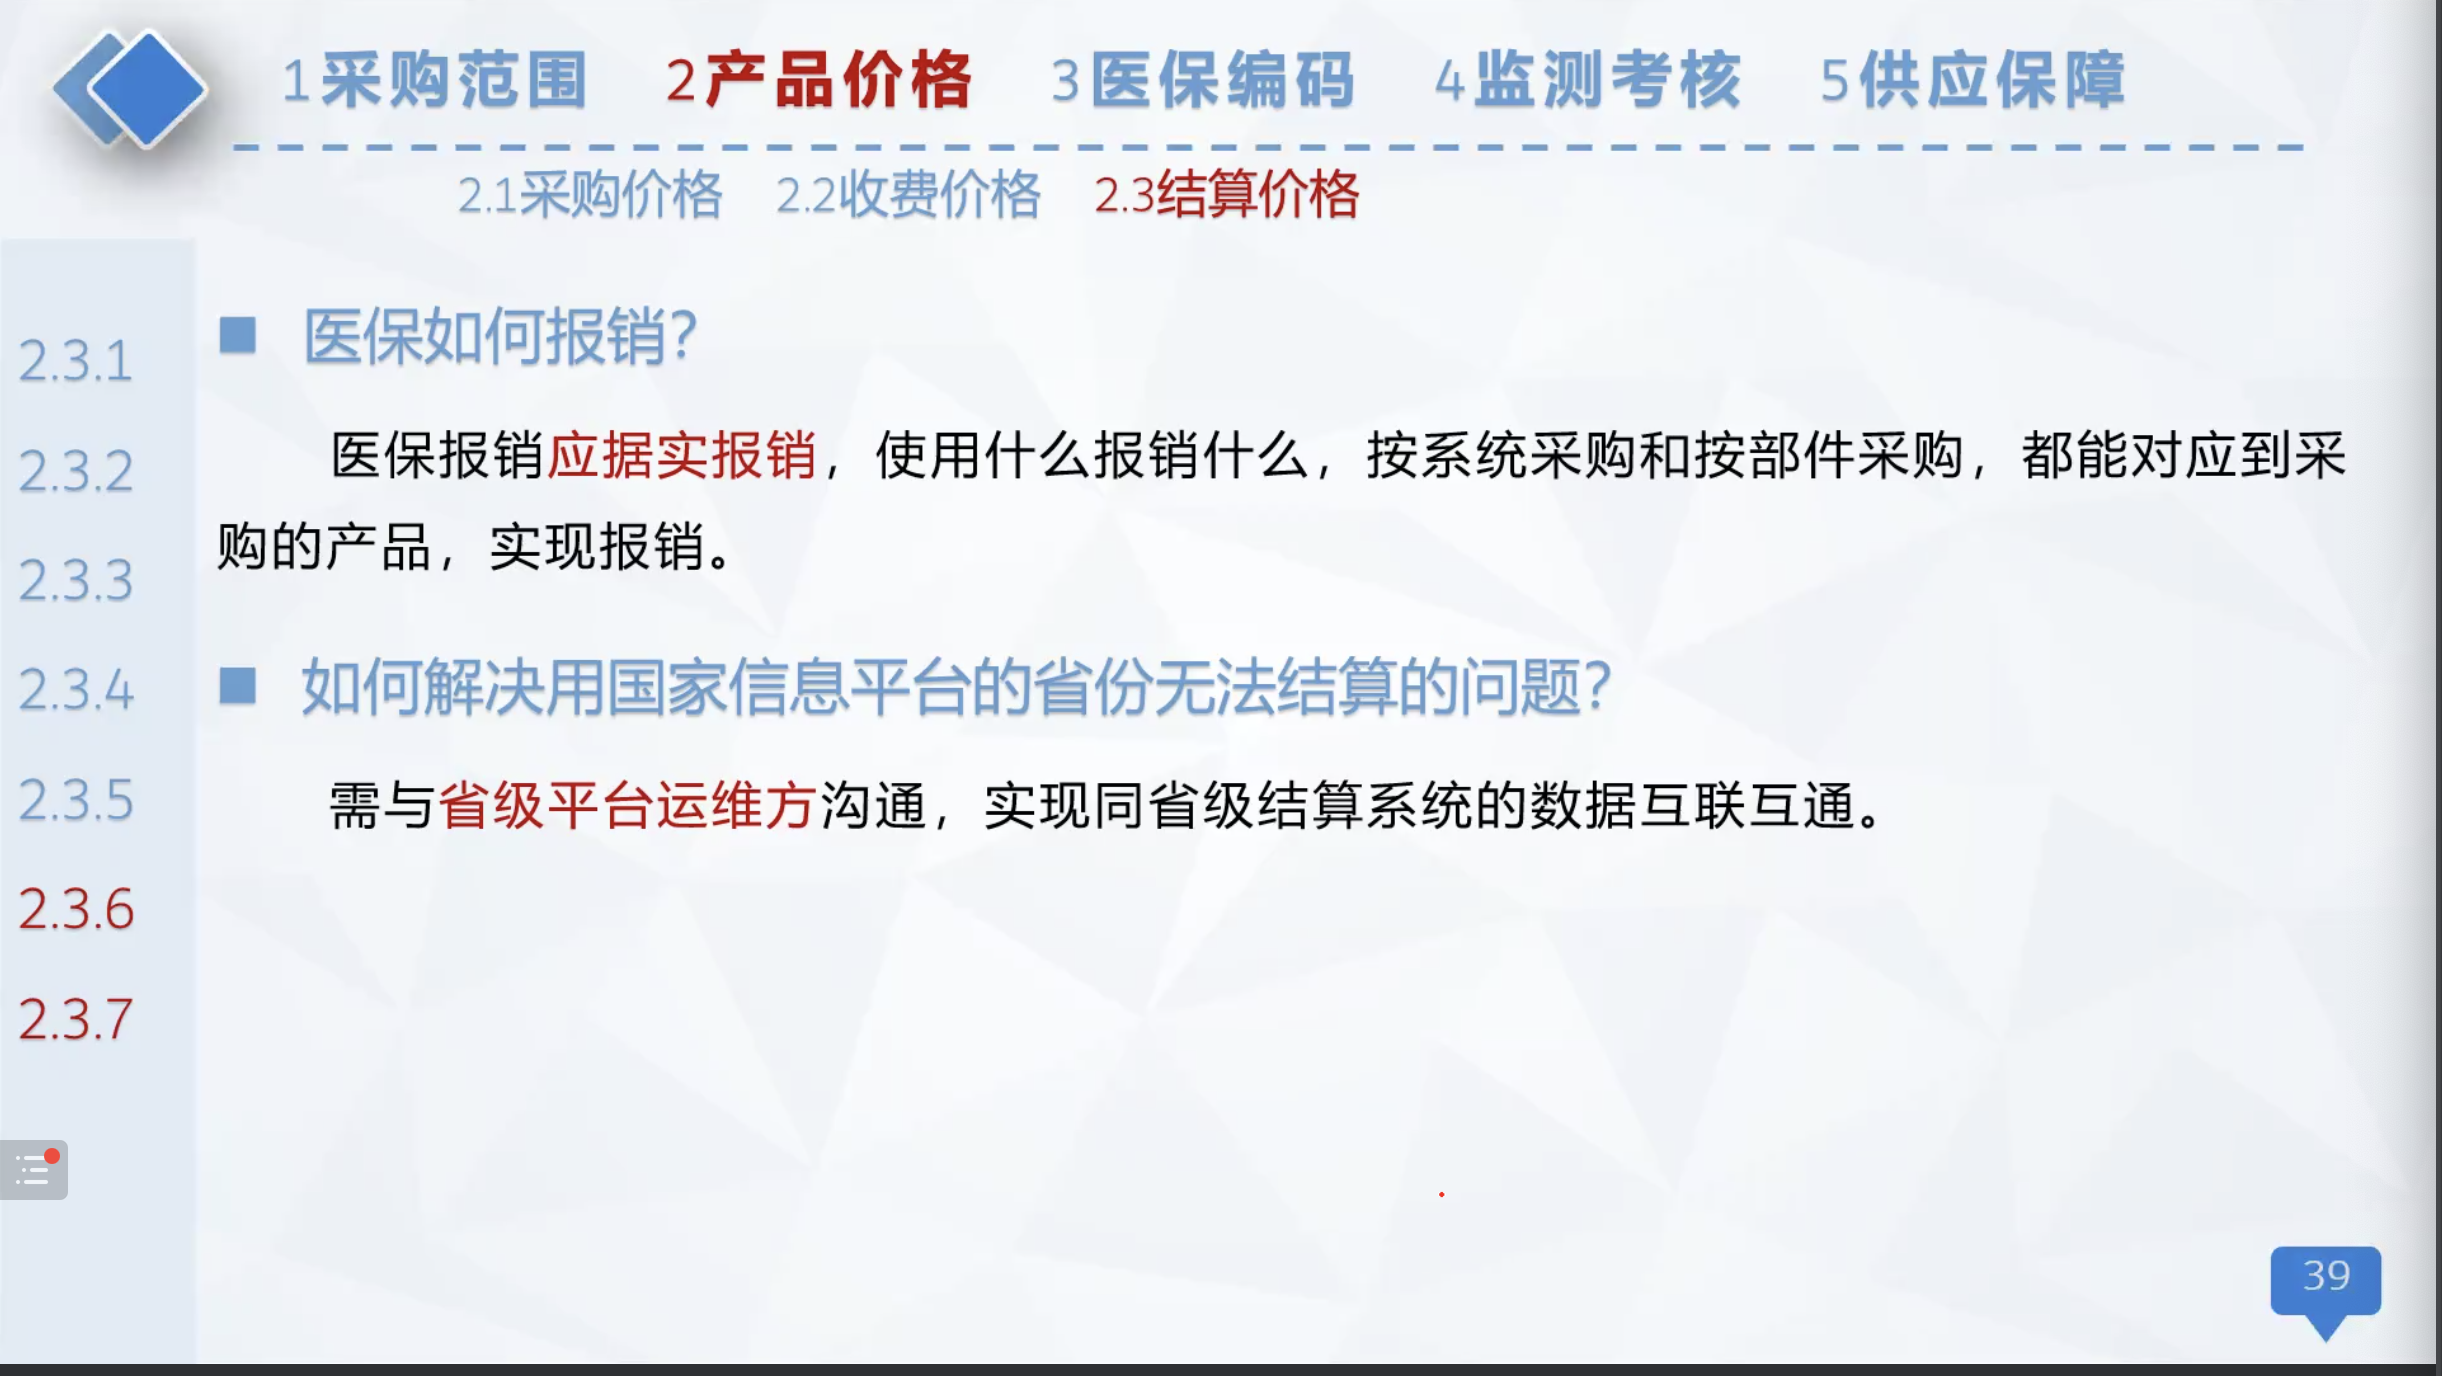 1采购范围 2产品价格 3医保编码 4监测考核 5供应保障
2.1采购价格 2.2收费价格 2.3结算价格
2.3.1
2.3.2
2.3.3
2.3.4
2.3.5
2.3.6
2.3.7
■ 医保如何报销？
医保报销应据实报销，使用什么报销什么，按系统采购和按部件采购，都能对应到采
购的产品，实现报销。
■ 如何解决用国家信息平台的省份无法结算的问题？
需与省级平台运维方沟通，实现同省级结算系统的数据互联互通。
39